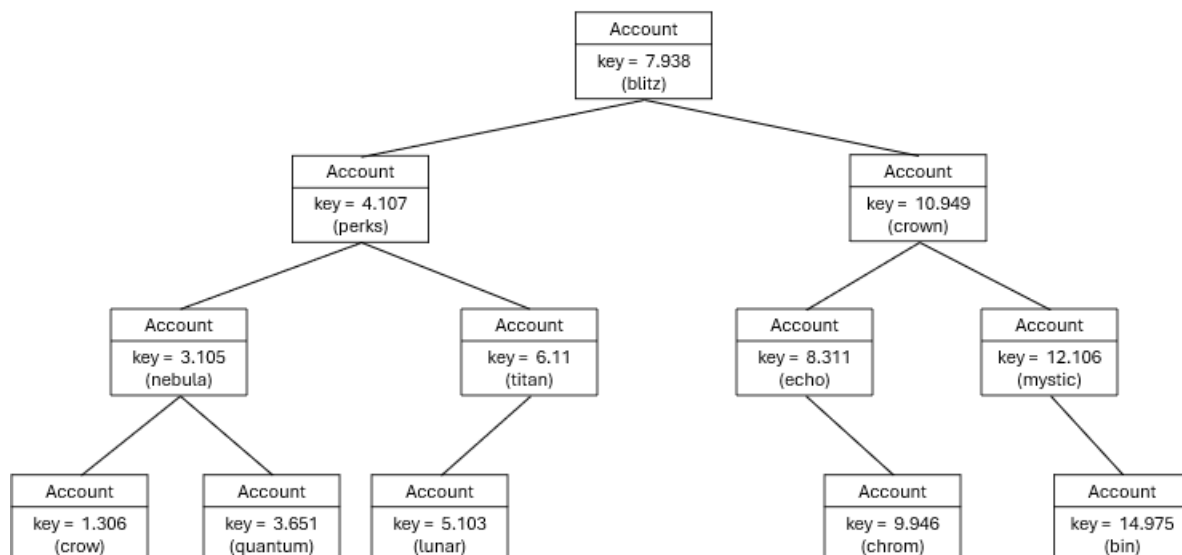 Account
key = 7.938
(blitz)
Account
key = 4.107
(perks)
Account
key = 10.949
(crown)
Account
key = 3.105
(nebula)
Account
key = 6.11
(titan)
Account
key = 8.311
(echo)
Account
key = 12.106
(mystic)
Account
key = 1.306
(crow)
Account
key = 3.651
(quantum)
Account
key = 5.103
(lunar)
Account
key = 9.946
(chrom)
Account
key = 14.975
(bin)